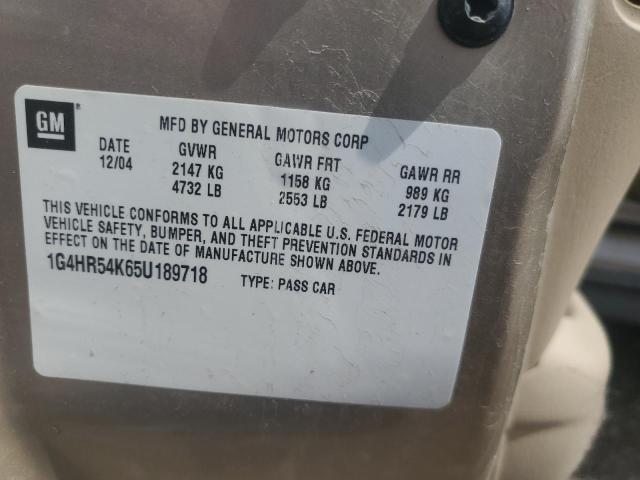 GM
MFD BY GENERAL MOTORS CORP
DATE GVWR GAWR FRT GAWR RR
12/04 2147 KG 1158 KG 989 KG
4732 LB 2553 LB 2179 LB
THIS VEHICLE CONFORMS TO ALL APPLICABLE U.S. FEDERAL MOTOR
VEHICLE SAFETY, BUMPER, AND THEFT PREVENTION STANDARDS IN
EFFECT ON THE DATE OF MANUFACTURE SHOWN ABOVE.
1G4HR54K65U189718 TYPE: PASS CAR